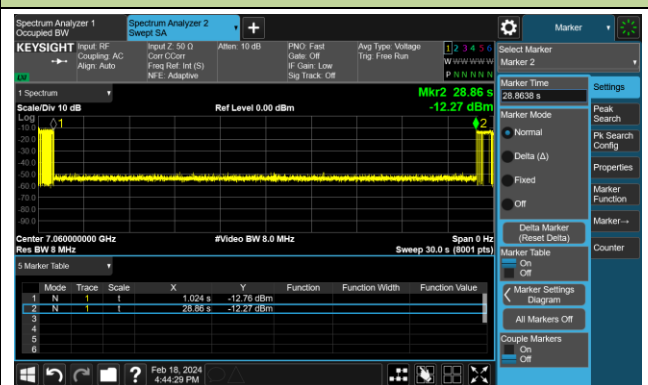 Spectrum Analyzer 1
Occupied BW
Spectrum Analyzer 2
Swept SA
Marker
KEYSIGHT
Input: RF
Coupling: AC
Align: Auto
Input Z: 50 Ω
Corr CCorr
Freq Ref: Int (S)
NFE: Adaptive
Atten: 10 dB
PNO: Fast
Gate: Off
IF Gain: Low
Sig Track: Off
Avg Type: Voltage
Trig: Free Run
1 2 3 4 5 6
W W W W W W
P N N N N N
Select Marker
Marker 2
1 Spectrum
Mkr2 28.86 s
Scale/Div 10 dB
Ref Level 0.00 dBm
-12.27 dBm
Log
-10.0
-20.0
-30.0
-40.0
-50.0
-60.0
-70.0
-80.0
-90.0
1
2
Center 7.060000000 GHz
#Video BW 8.0 MHz
Span 0 Hz
Res BW 8 MHz
Sweep 30.0 s (8001 pts)
5 Marker Table
Mode Trace Scale X Y Function Function Width Function Value
1 N 1 t 1.024 s -12.76 dBm
2 N 1 t 28.86 s -12.27 dBm
3
4
5
6
Marker Time
28.8638 s
Marker Mode
Normal
Delta (Δ)
Fixed
Off
Delta Marker
(Reset Delta)
Marker Table
On
Off
Marker Settings
Diagram
All Markers Off
Couple Markers
On
Off
Settings
Peak
Search
Pk Search
Config
Properties
Marker
Function
Marker→
Counter
Feb 18, 2024
4:44:29 PM